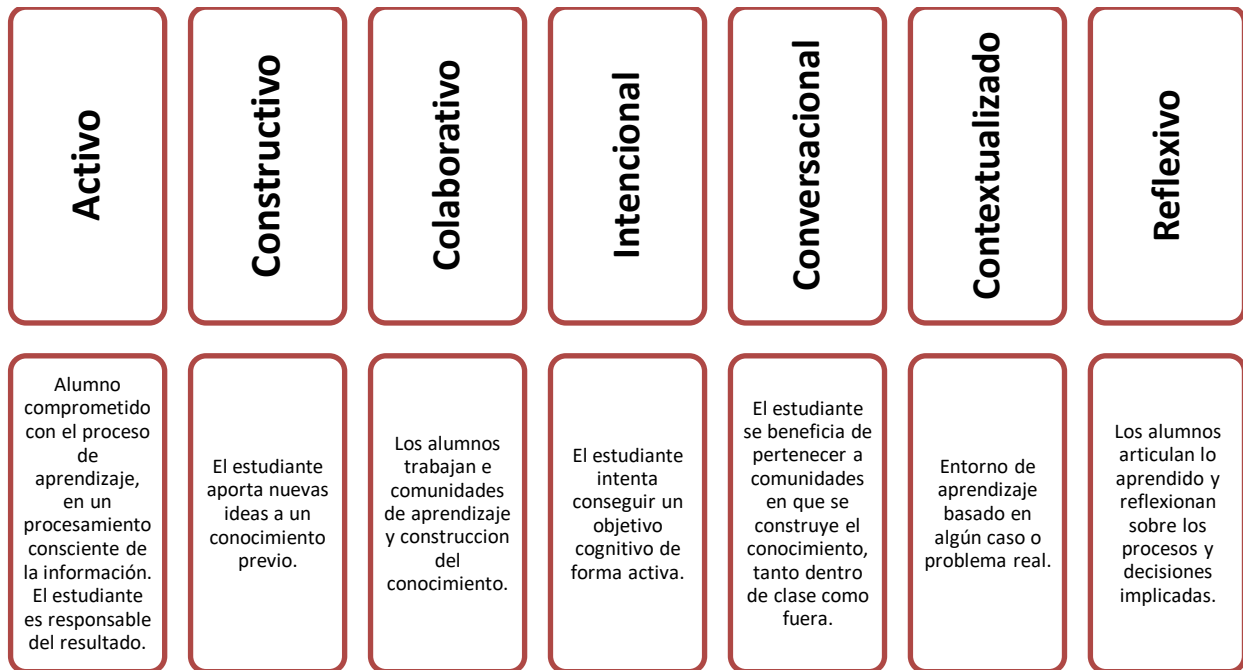 Activo
Constructivo
Colaborativo
Intencional
Conversacional
Contextualizado
Reflexivo
Alumno
comprometido
con el proceso
de
aprendizaje,
en un
procesamiento
consciente de
la información.
El estudiante
es responsable
del resultado.
El estudiante
aporta nuevas
ideas a un
conocimiento
previo.
Los alumnos
trabajan e
comunidades
de aprendizaje
y construccion
del
conocimiento.
El estudiante
intenta
conseguir un
objetivo
cognitivo de
forma activa.
El estudiante
se beneficia de
pertenecer a
comunidades
en que se
construye el
conocimiento,
tanto dentro
de clase como
fuera.
Entorno de
aprendizaje
basado en
algún caso o
problema real.
Los alumnos
articulan lo
aprendido y
reflexionan
sobre los
procesos y
decisiones
implicadas.